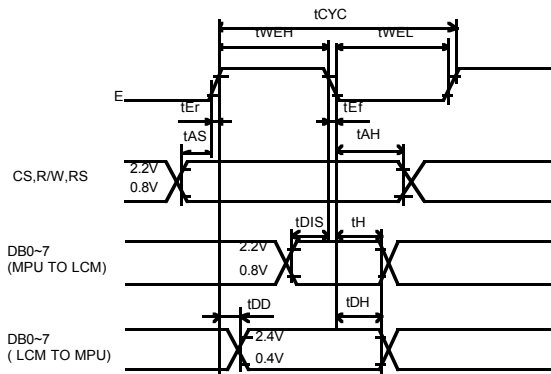 tCYC
tWEH tWEL
E
tEr tEf
tAS tAH
CS,R/W,RS
2.2V
0.8V
tDIS tH
DB0~7
(MPU TO LCM)
2.2V
0.8V
tDD tDH
DB0~7
( LCM TO MPU)
2.4V
0.4V